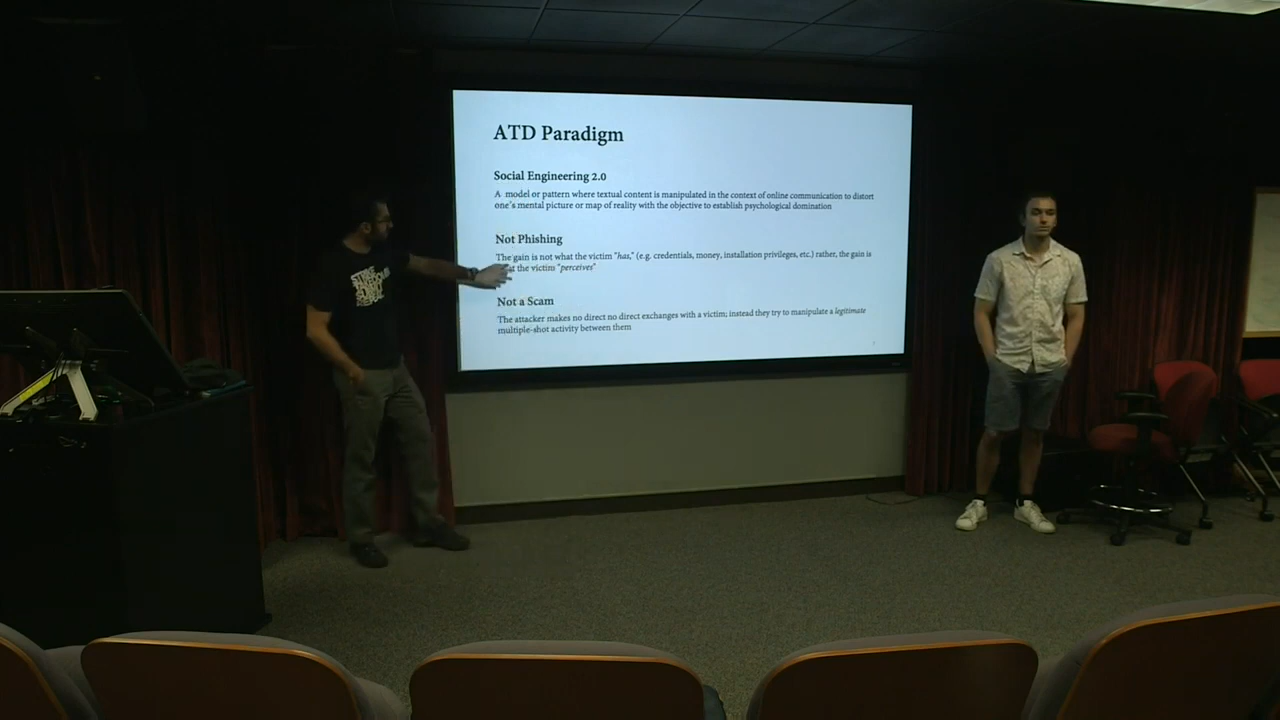 ATD Paradigm
Social Engineering 2.0
A model or pattern where textual content is manipulated in the context of online communication to distort
one's mental picture or map of reality with the objective to establish psychological domination
Not Phishing
The gain is not what the victim "has," (e.g. credentials, money, installation privileges, etc.) rather, the gain is
the victims "perceives"
Not a Scam
The attacker makes no direct no direct exchanges with a victim; instead they try to manipulate a legitimate
multiple-shot activity between them